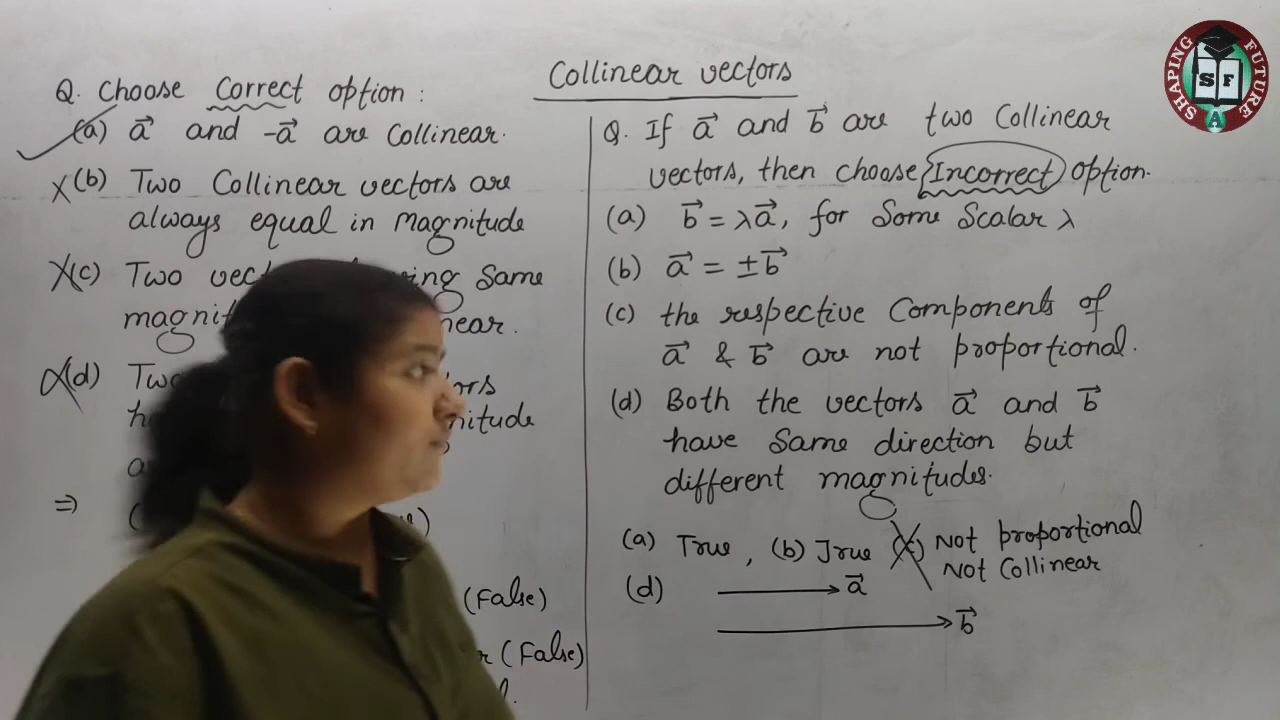 Collinear vectors
Q. Choose Correct option :
(a) a⃗ and -a⃗ are Collinear.
X (b) Two Collinear vectors are
always equal in magnitude
X (c) Two Same
(d)
⇒ (
(False)
(False)
Q. If a⃗ and b⃗ are two Collinear
vectors, then choose Incorrect option.
(a) b⃗ = λa⃗, for Some Scalar λ
(b) a⃗ = ±b⃗
(c) the respective Components of
a⃗ & b⃗ are not proportional.
(d) Both the vectors a⃗ and b⃗
have Same direction but
different magnitudes.
(a) True, (b) True (c) Not proportional
Not Collinear
(d) a⃗
b⃗
SHAPING FUTURE
S F
A